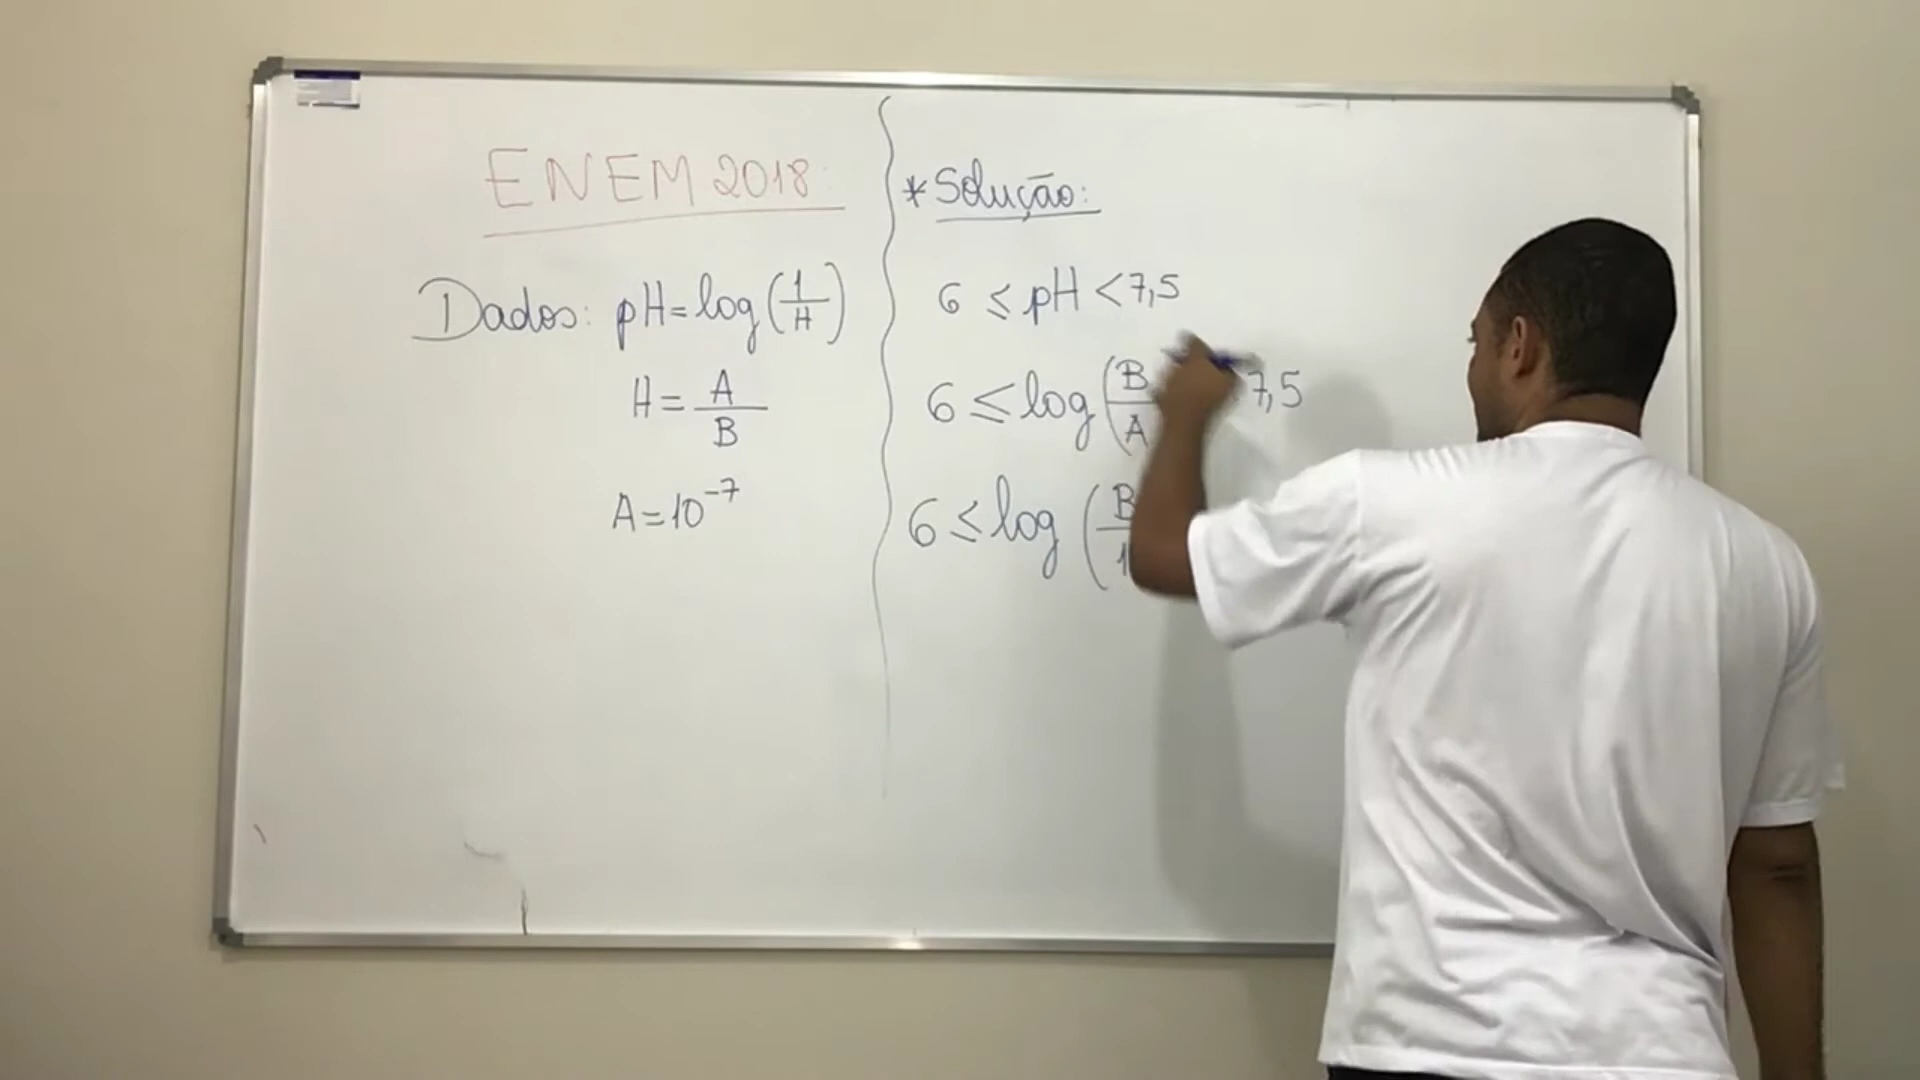 ENEM 2018:
Dados: pH = log(1/H)
H = A/B
A = 10⁻⁷
* Solução:
6 ≤ pH < 7,5
6 ≤ log(B/A 7,5
6 ≤ log (B/1